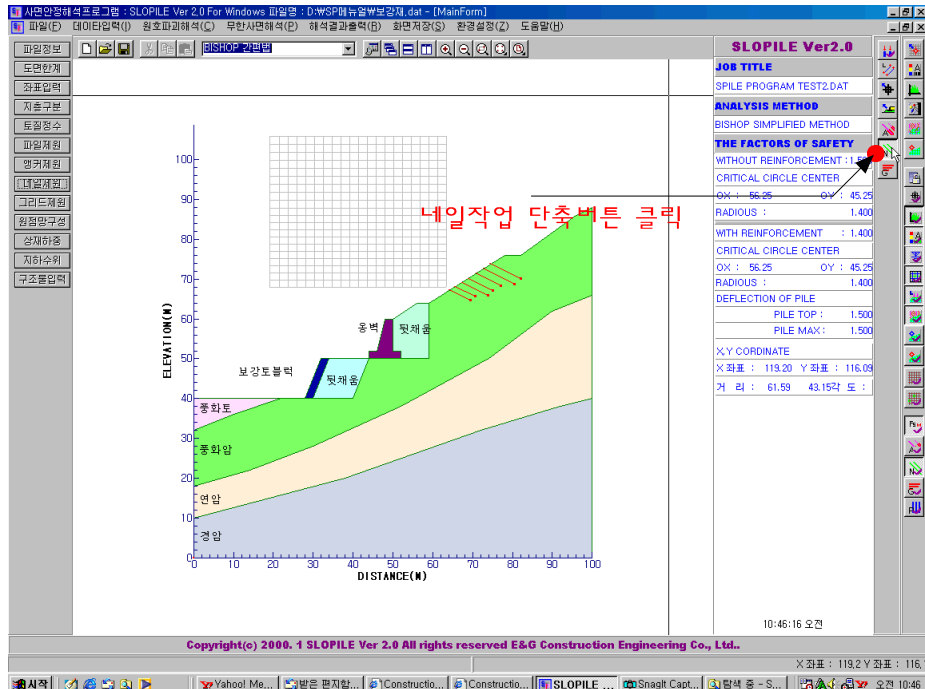 사면안정해석프로그램 : SLOPILE Ver 2,0 For Windows 파일명 : D:₩SP메뉴얼₩보강재.dat - [MainForm]
파일(F) 데이타입력(I) 원호파괴해석(C) 무한사면해석(P) 해석결과출력(R) 화면저장(S) 환경설정(Z) 도움말(H)
BISHOP 간편법
파일정보
도면한계
좌표입력
지층구분
토질정수
파일제원
앵커제원
네일제원
그리드제원
원점망구성
상재하중
지하수위
구조물입력
ELEVATION(M)
100
90
80
70
60
50
40
30
20
10
0
0 10 20 30 40 50 60 70 80 90 100
DISTANCE(M)
네일작업 단축버튼 클릭
옹벽
뒷채움
보강토블럭
뒷채움
풍화토
풍화암
연암
경암
SLOPILE Ver2.0
JOB TITLE
SPILE PROGRAM TEST2.DAT
ANALYSIS METHOD
BISHOP SIMPLIFIED METHOD
THE FACTORS OF SAFETY
WITHOUT REINFORCEMENT :
CRITICAL CIRCLE CENTER
OX : 56.25 OY : 45.25
RADIOUS : 1.400
WITH REINFORCEMENT : 1.400
CRITICAL CIRCLE CENTER
OX : 56.25 OY : 45.25
RADIOUS : 1.400
DEFLECTION OF PILE
PILE TOP : 1.500
PILE MAX : 1.500
X,Y CORDINATE
X 좌표 : 119.20 Y 좌표 : 116.09
거 리 : 61.59 43.15각 도 :
10:46:16 오전
Copyright(c) 2000. 1 SLOPILE Ver 2.0 All rights reserved E&G Construction Engineering Co., Ltd..
X 좌표 : 119,2 Y 좌표 : 116,
시작 Yahoo! Me... 받은 편지함... Constructio... Constructio... SLOPILE ... SnagIt Capt... 탐색 중 - S... 오전 10:46